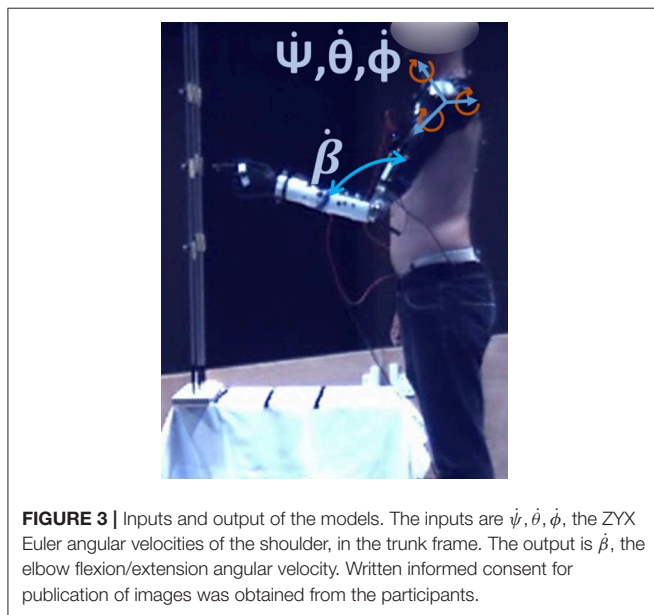 Ψ̇,θ̇,ϕ̇
β̇
FIGURE 3 | Inputs and output of the models. The inputs are ψ̇, θ̇, ϕ̇, the ZYX
Euler angular velocities of the shoulder, in the trunk frame. The output is β̇, the
elbow flexion/extension angular velocity. Written informed consent for
publication of images was obtained from the participants.